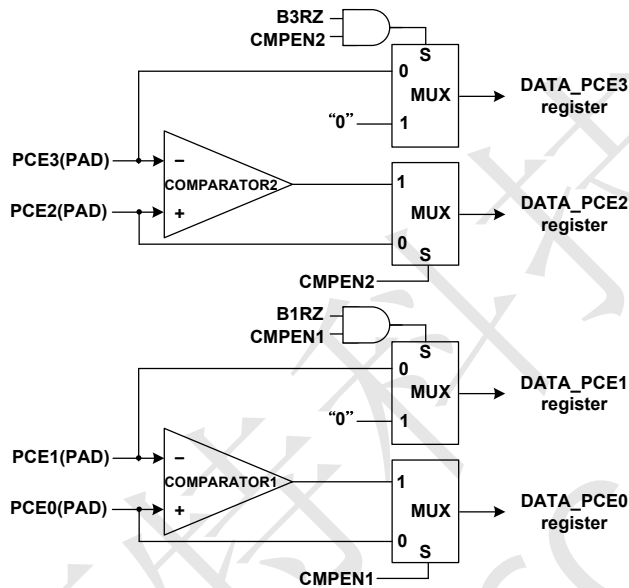 B3RZ
CMPEN2
S
0
MUX
DATA_PCE3
register
“0”
1
PCE3(PAD)
−
COMPARATOR2
PCE2(PAD)
+
1
MUX
DATA_PCE2
register
0
S
CMPEN2
B1RZ
CMPEN1
S
0
MUX
DATA_PCE1
register
“0”
1
PCE1(PAD)
−
COMPARATOR1
PCE0(PAD)
+
1
MUX
DATA_PCE0
register
0
S
CMPEN1